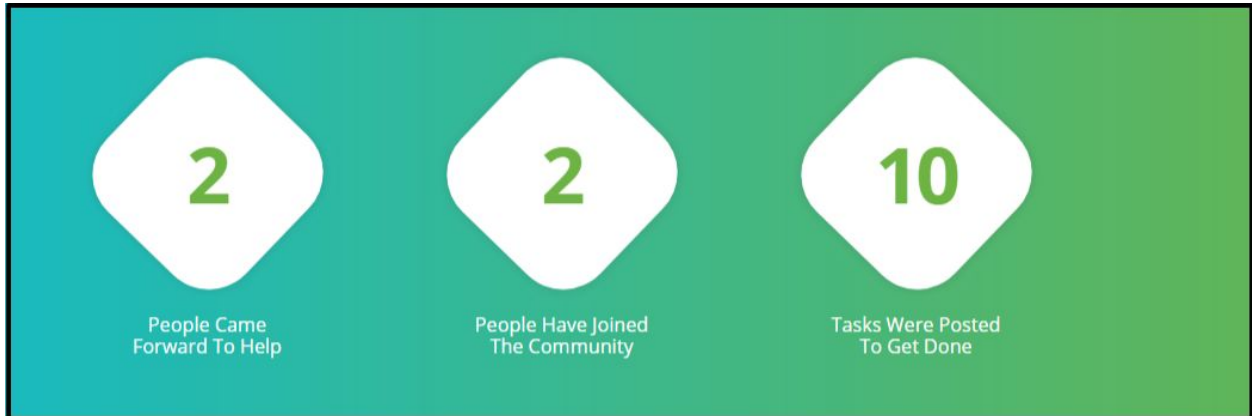 2
People Came
Forward To Help
2
People Have Joined
The Community
10
Tasks Were Posted
To Get Done